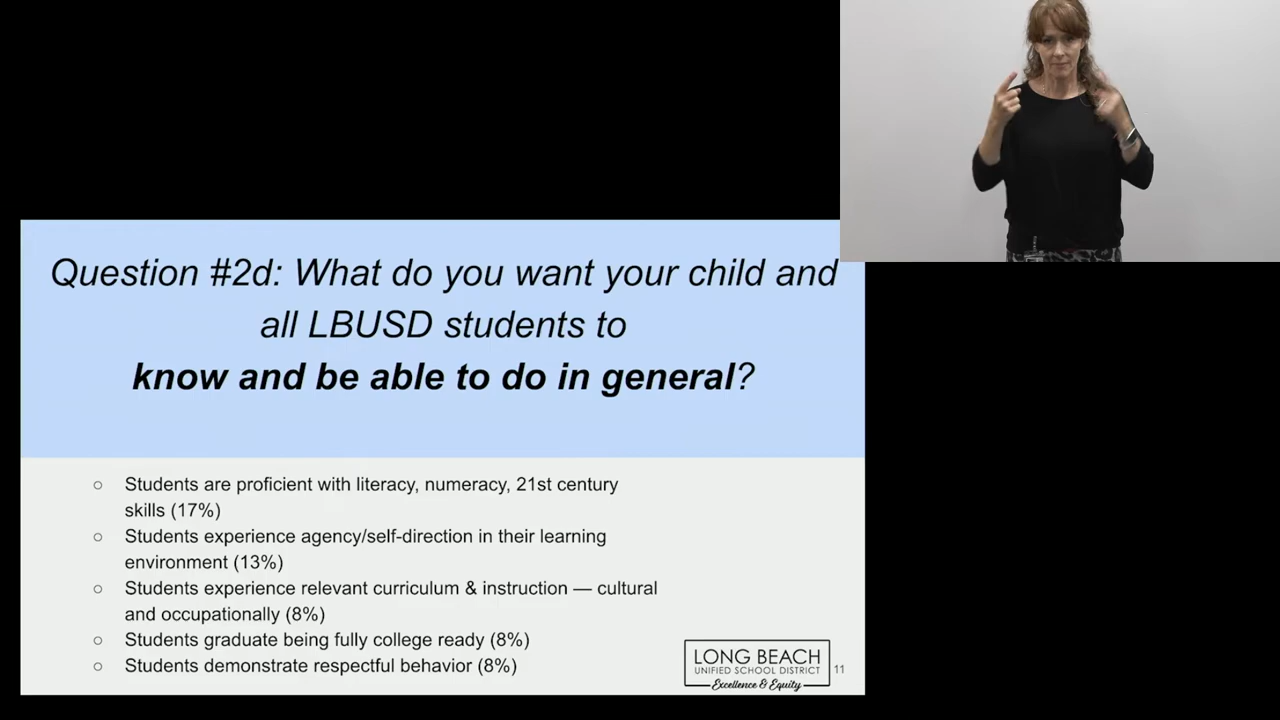 Question #2d: What do you want your child and
all LBUSD students to
know and be able to do in general?
○ Students are proficient with literacy, numeracy, 21st century
skills (17%)
○ Students experience agency/self-direction in their learning
environment (13%)
○ Students experience relevant curriculum & instruction — cultural
and occupationally (8%)
○ Students graduate being fully college ready (8%)
○ Students demonstrate respectful behavior (8%)
LONG BEACH
UNIFIED SCHOOL DISTRICT
Excellence & Equity
11